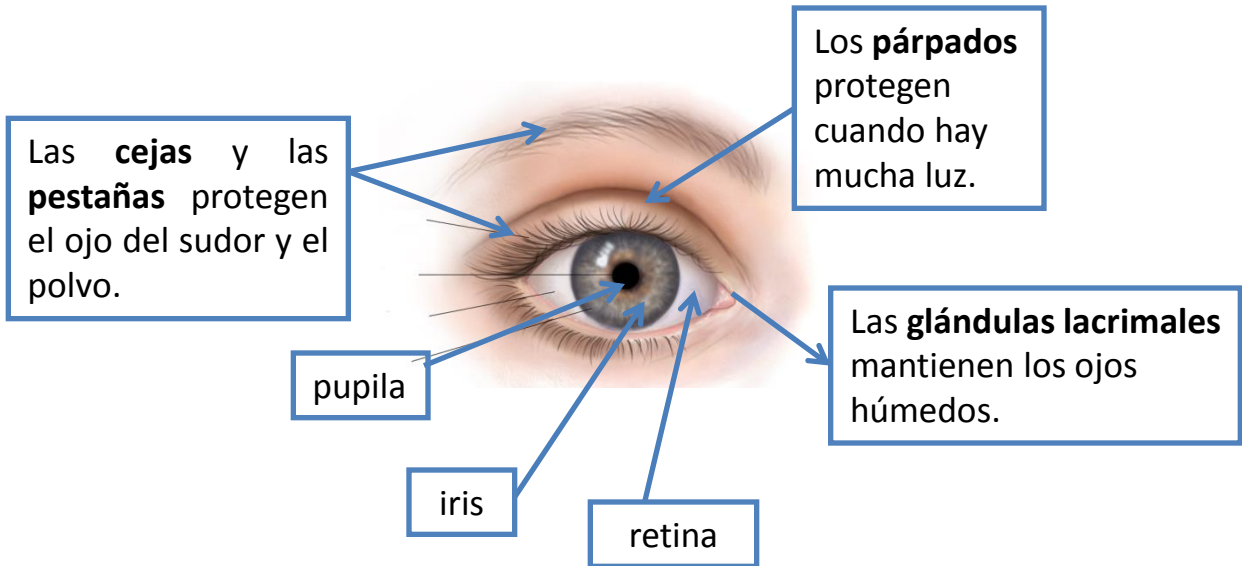 Los párpados
protegen
cuando hay
mucha luz.
Las cejas y las
pestañas protegen
el ojo del sudor y el
polvo.
Las glándulas lacrimales
mantienen los ojos
húmedos.
pupila
iris
retina